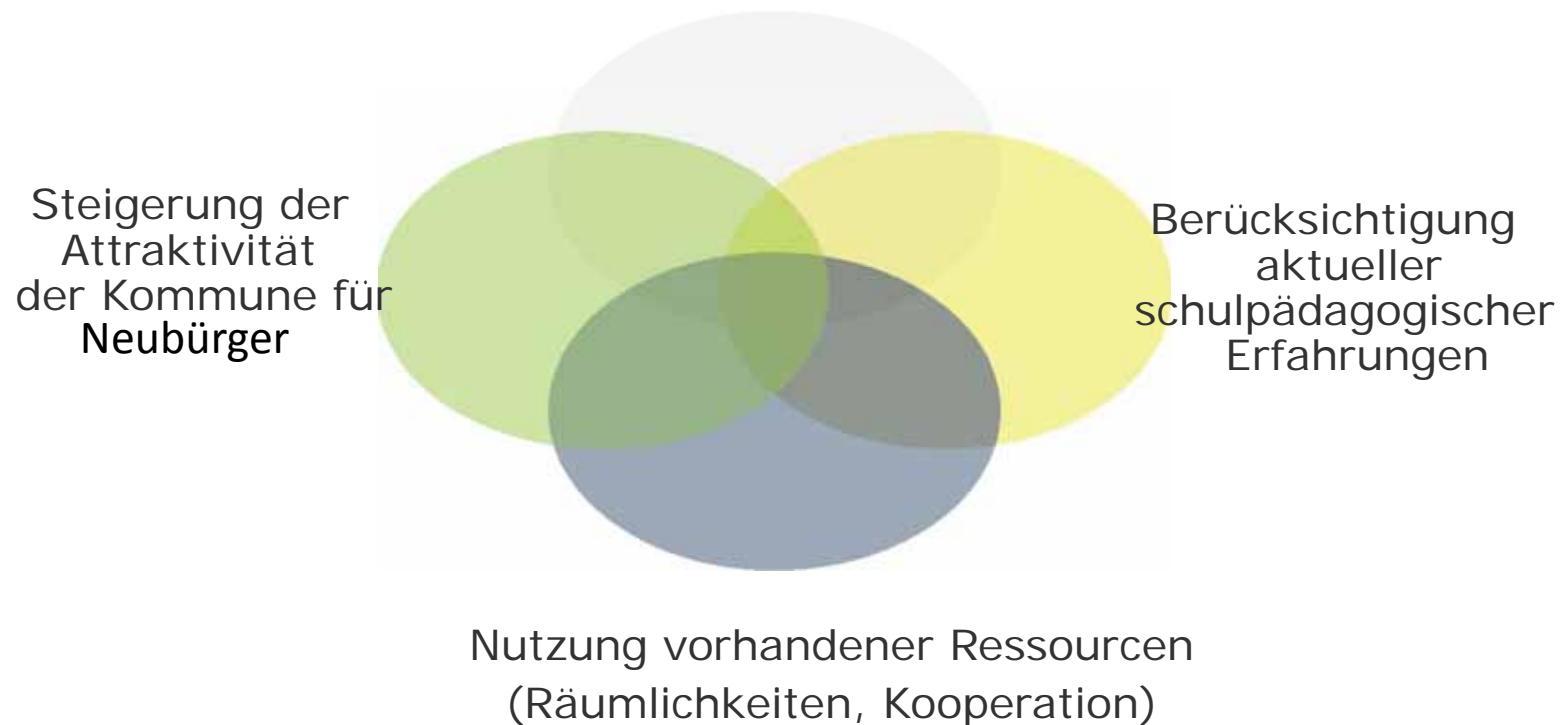 Steigerung der
Attraktivität
der Kommune für
Neubürger
Berücksichtigung
aktueller
schulpädagogischer
Erfahrungen
Nutzung vorhandener Ressourcen
(Räumlichkeiten, Kooperation)